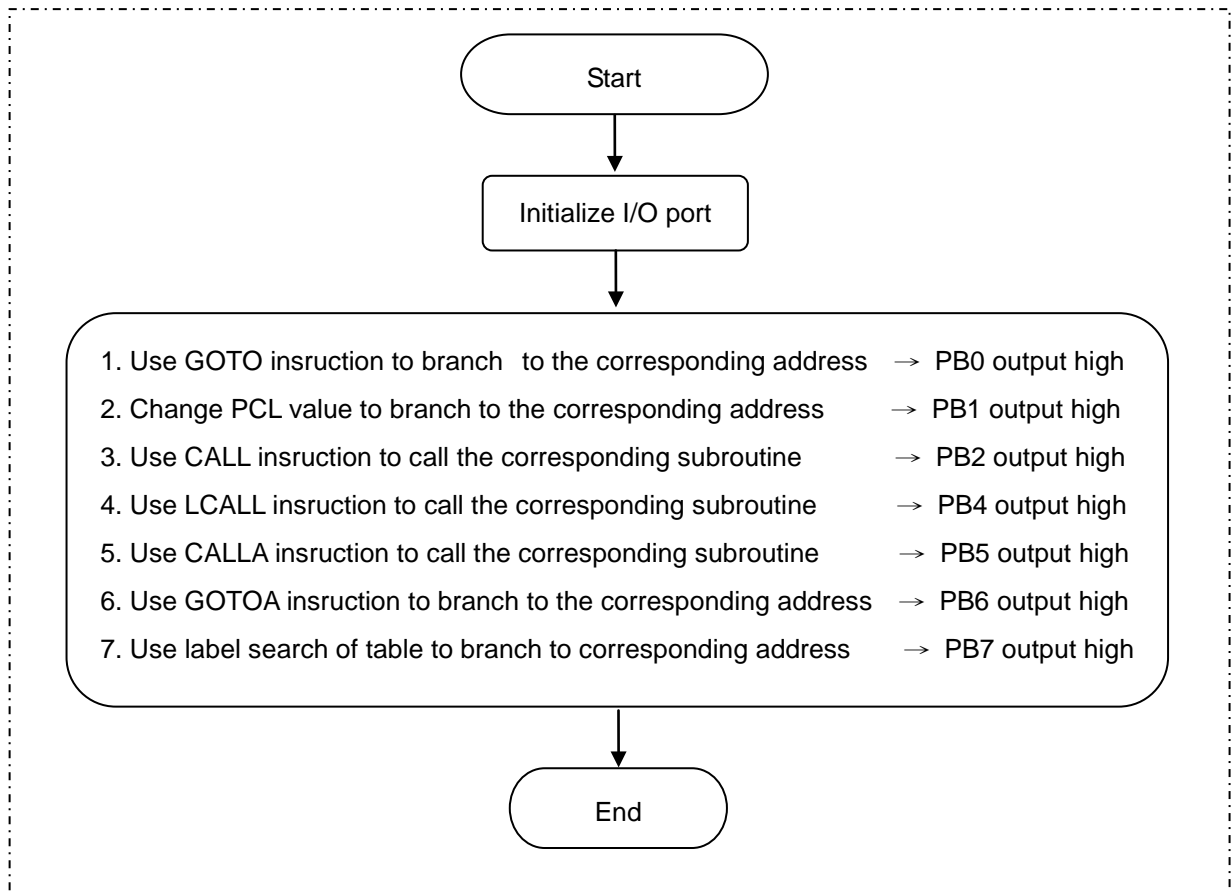 Start
Initialize I/O port
1. Use GOTO insruction to branch to the corresponding address → PB0 output high
2. Change PCL value to branch to the corresponding address → PB1 output high
3. Use CALL insruction to call the corresponding subroutine → PB2 output high
4. Use LCALL insruction to call the corresponding subroutine → PB4 output high
5. Use CALLA insruction to call the corresponding subroutine → PB5 output high
6. Use GOTOA insruction to branch to the corresponding address → PB6 output high
7. Use label search of table to branch to corresponding address → PB7 output high
End